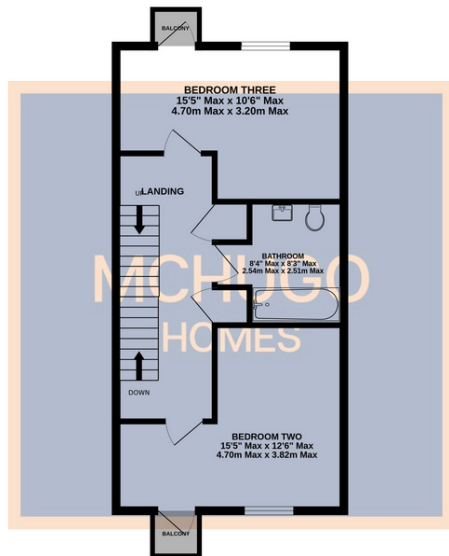 BALCONY
BEDROOM THREE
15'5" Max x 10'6" Max
4.70m Max x 3.20m Max
UP
LANDING
BATHROOM
8'4" Max x 8'3" Max
2.54m Max x 2.51m Max
MCHUGO
HOMES
DOWN
BEDROOM TWO
15'5" Max x 12'6" Max
4.70m Max x 3.82m Max
BALCONY